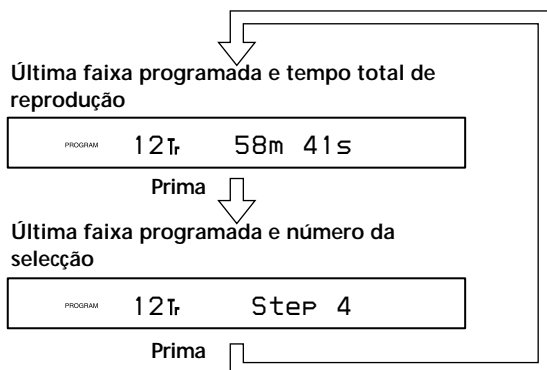 Última faixa programada e tempo total de
reprodução
PROGRAM 12Tr 58m 41s
Prima
Última faixa programada e número da
selecção
PROGRAM 12Tr Step 4
Prima